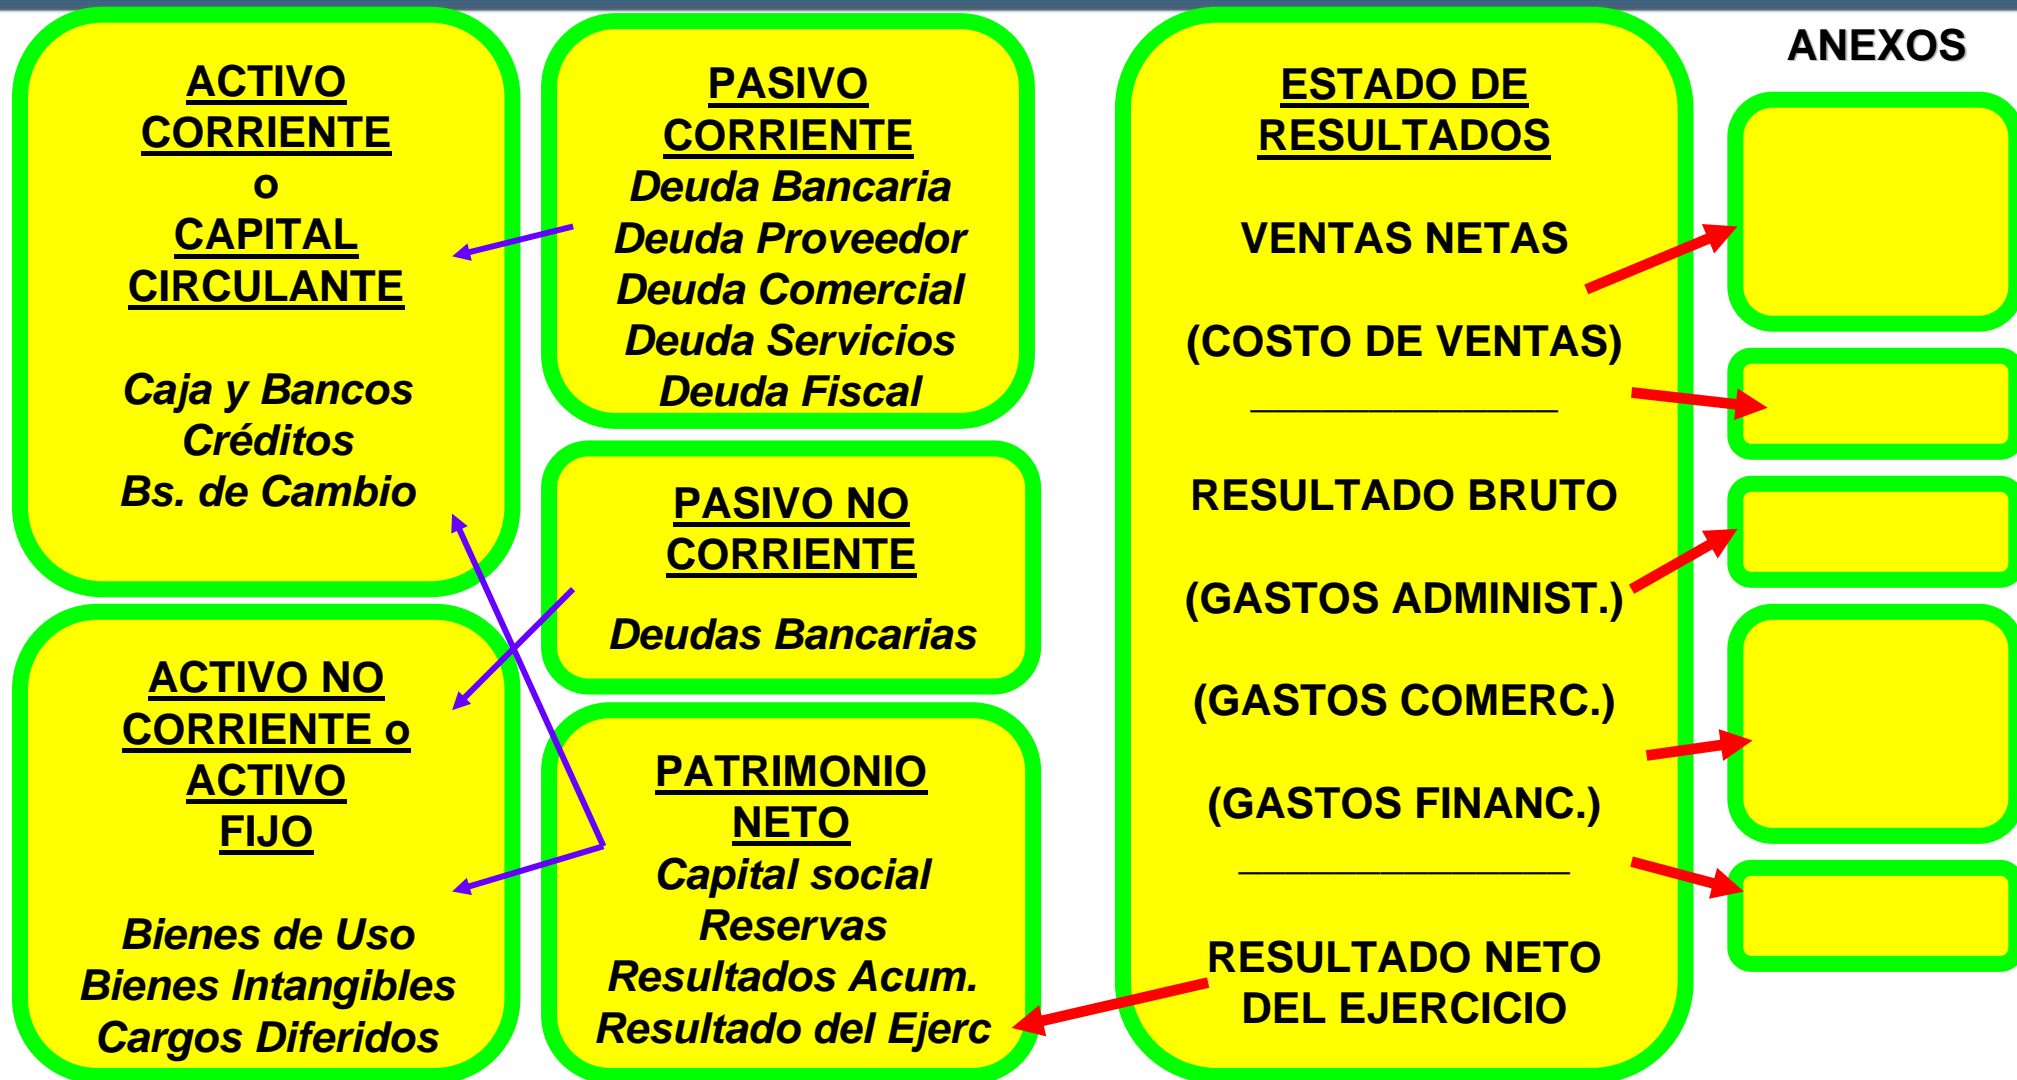 ACTIVO
CORRIENTE
o
CAPITAL
CIRCULANTE
Caja y Bancos
Créditos
Bs. de Cambio
ACTIVO NO
CORRIENTE o
ACTIVO
FIJO
Bienes de Uso
Bienes Intangibles
Cargos Diferidos
PASIVO
CORRIENTE
Deuda Bancaria
Deuda Proveedor
Deuda Comercial
Deuda Servicios
Deuda Fiscal
PASIVO NO
CORRIENTE
Deudas Bancarias
PATRIMONIO
NETO
Capital social
Reservas
Resultados Acum.
Resultado del Ejerc
ESTADO DE
RESULTADOS
VENTAS NETAS
(COSTO DE VENTAS)
RESULTADO BRUTO
(GASTOS ADMINIST.)
(GASTOS COMERC.)
(GASTOS FINANC.)
RESULTADO NETO
DEL EJERCICIO
ANEXOS